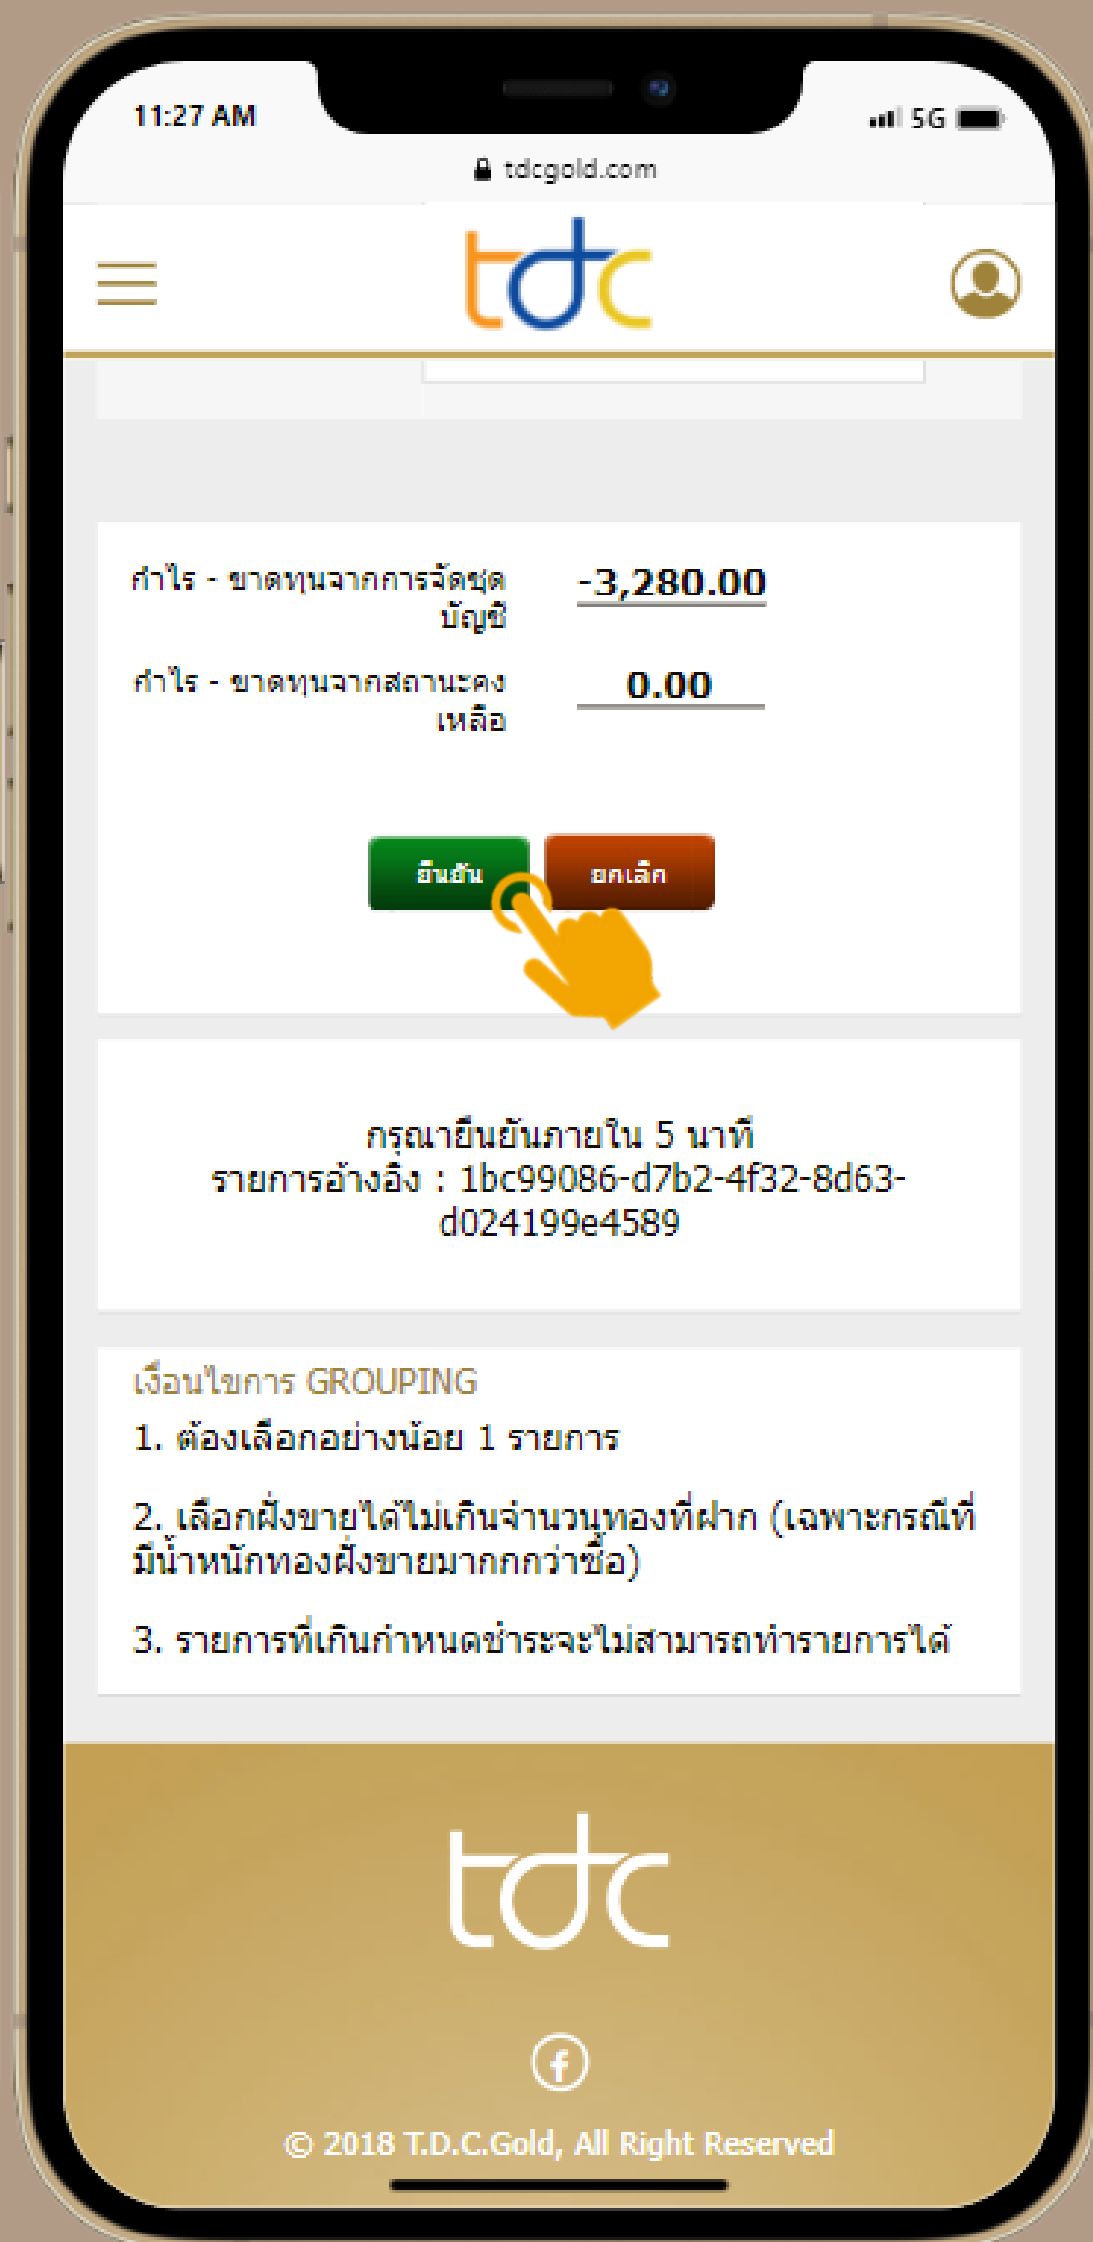 11:27 AM
5G
tdcgold.com
tdc
กำไร - ขาดทุนจากการจัดชุด
บัญชี
-3,280.00
กำไร - ขาดทุนจากสถานะคง
เหลือ
0.00
ยืนยัน
ยกเลิก
กรุณายืนยันภายใน 5 นาที
รายการอ้างอิง : 1bc99086-d7b2-4f32-8d63-
d024199e4589
เงื่อนไขการ GROUPING
1. ต้องเลือกอย่างน้อย 1 รายการ
2. เลือกฝั่งขายได้ไม่เกินจำนวนทองที่ฝาก (เฉพาะกรณีที่
มีน้ำหนักทองฝั่งขายมากกกว่าซื้อ)
3. รายการที่เกินกำหนดชำระจะไม่สามารถทำรายการได้
tdc
f
© 2018 T.D.C.Gold, All Right Reserved